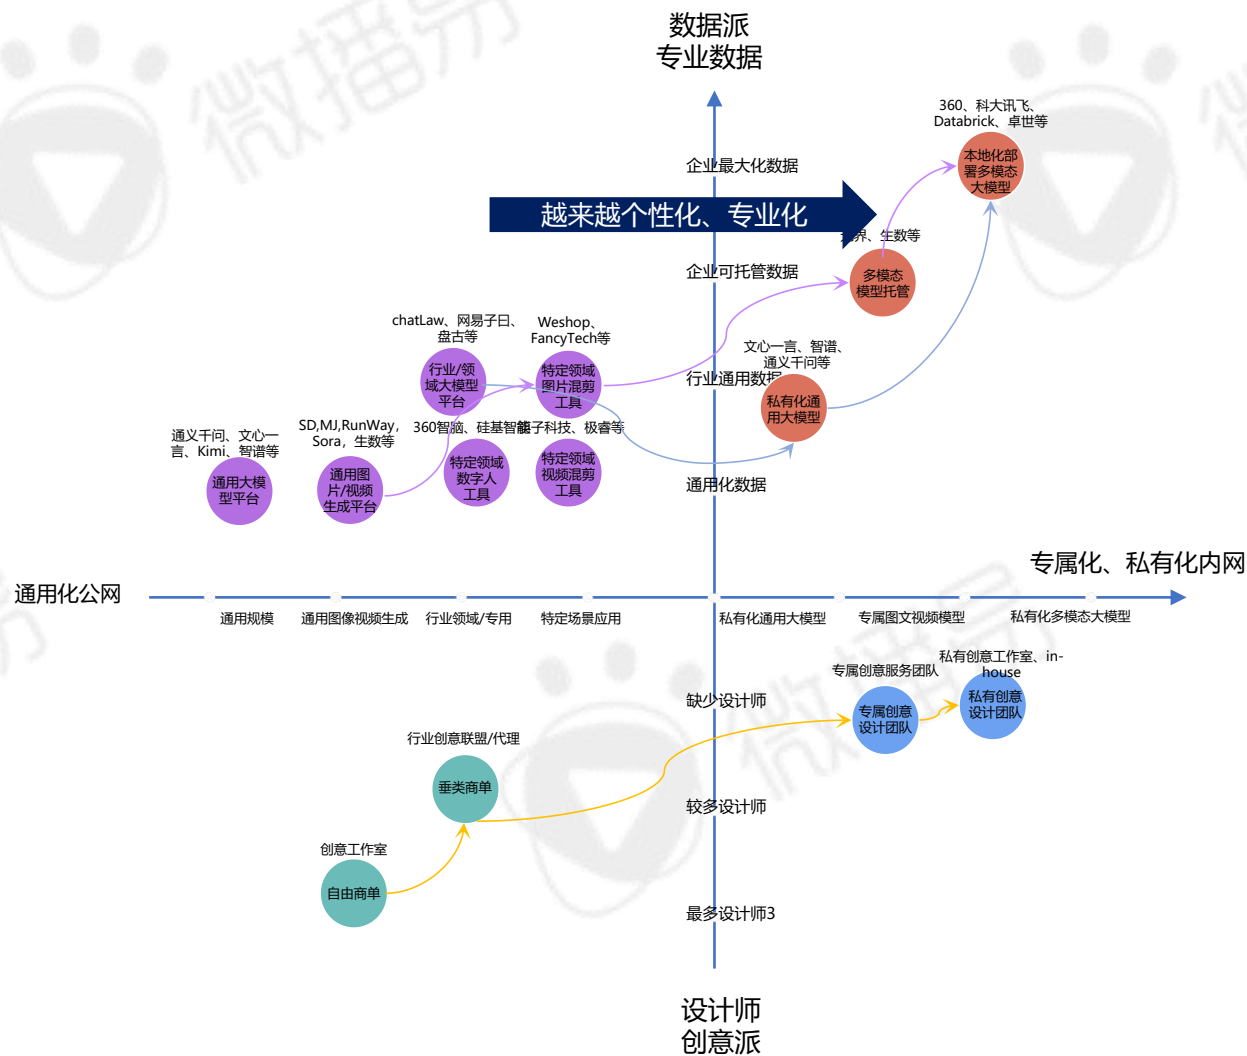 数据派
专业数据
微播易
360、科大讯飞、
Databrick、卓世等
本地化部
署多模态
大模型
企业最大化数据
越来越个性化、专业化
界、生数等
企业可托管数据
多模态
模型托管
chatLaw、网易子曰、
盘古等
Weshop、
FancyTech等
文心一言、智谱、
通义千问等
行业/领
域大模型
平台
特定领域
图片混剪
工具
行业通用数据
私有化通
用大模型
通义千问、文心一
言、Kimi、智谱等
SD,MJ,RunWay,
Sora，生数等
360智脑、硅基智能
子科技、极睿等
通用大模
型平台
通用图
片/视频
生成平台
特定领域
数字人
工具
特定领域
视频混剪
工具
通用化数据
通用化公网
专属化、私有化内网
通用规模
通用图像视频生成
行业领域/专用
特定场景应用
私有化通用大模型
专属图文视频模型
私有化多模态大模型
微播易
缺少设计师
专属创意服务团队
私有创意工作室、in-
house
专属创意
设计团队
私有创意
设计团队
行业创意联盟/代理
垂类商单
较多设计师
创意工作室
自由商单
最多设计师3
设计师
创意派